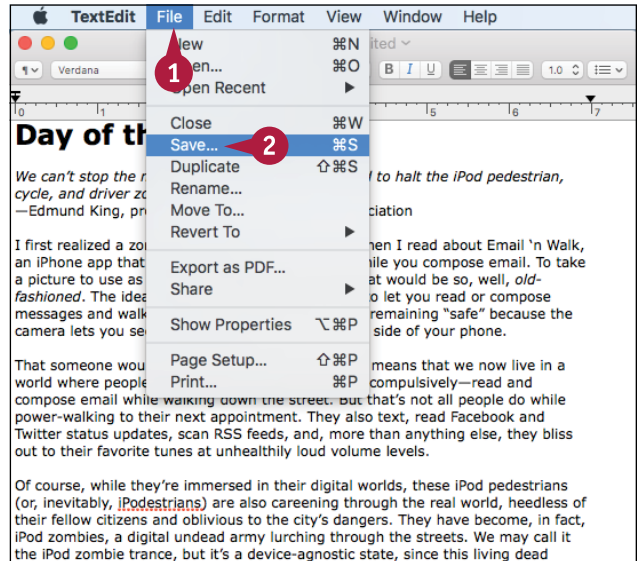 TextEdit File Edit Format View Window Help
ited
¶ Verdana B I U 1.0
0 1 5 6 7
1
New ⌘N
Open... ⌘O
Open Recent ▶
Close ⌘W
Save... ⌘S
2
Duplicate ⇧⌘S
Rename...
Move To...
Revert To ▶
Export as PDF...
Share ▶
Show Properties ⌥⌘P
Page Setup... ⇧⌘P
Print... ⌘P
Day of th
We can't stop the to halt the iPod pedestrian,
cycle, and driver zo
—Edmund King, pr ciation
I first realized a zo hen I read about Email 'n Walk,
an iPhone app that ile you compose email. To take
a picture to use as at would be so, well, old-
fashioned. The idea o let you read or compose
messages and walk remaining "safe" because the
camera lets you se side of your phone.
That someone wou means that we now live in a
world where people compulsively—read and
compose email while walking down the street. But that's not all people do while
power-walking to their next appointment. They also text, read Facebook and
Twitter status updates, scan RSS feeds, and, more than anything else, they bliss
out to their favorite tunes at unhealthily loud volume levels.
Of course, while they're immersed in their digital worlds, these iPod pedestrians
(or, inevitably, iPodestrians) are also careening through the real world, heedless of
their fellow citizens and oblivious to the city's dangers. They have become, in fact,
iPod zombies, a digital undead army lurching through the streets. We may call it
the iPod zombie trance, but it's a device-agnostic state, since this living dead